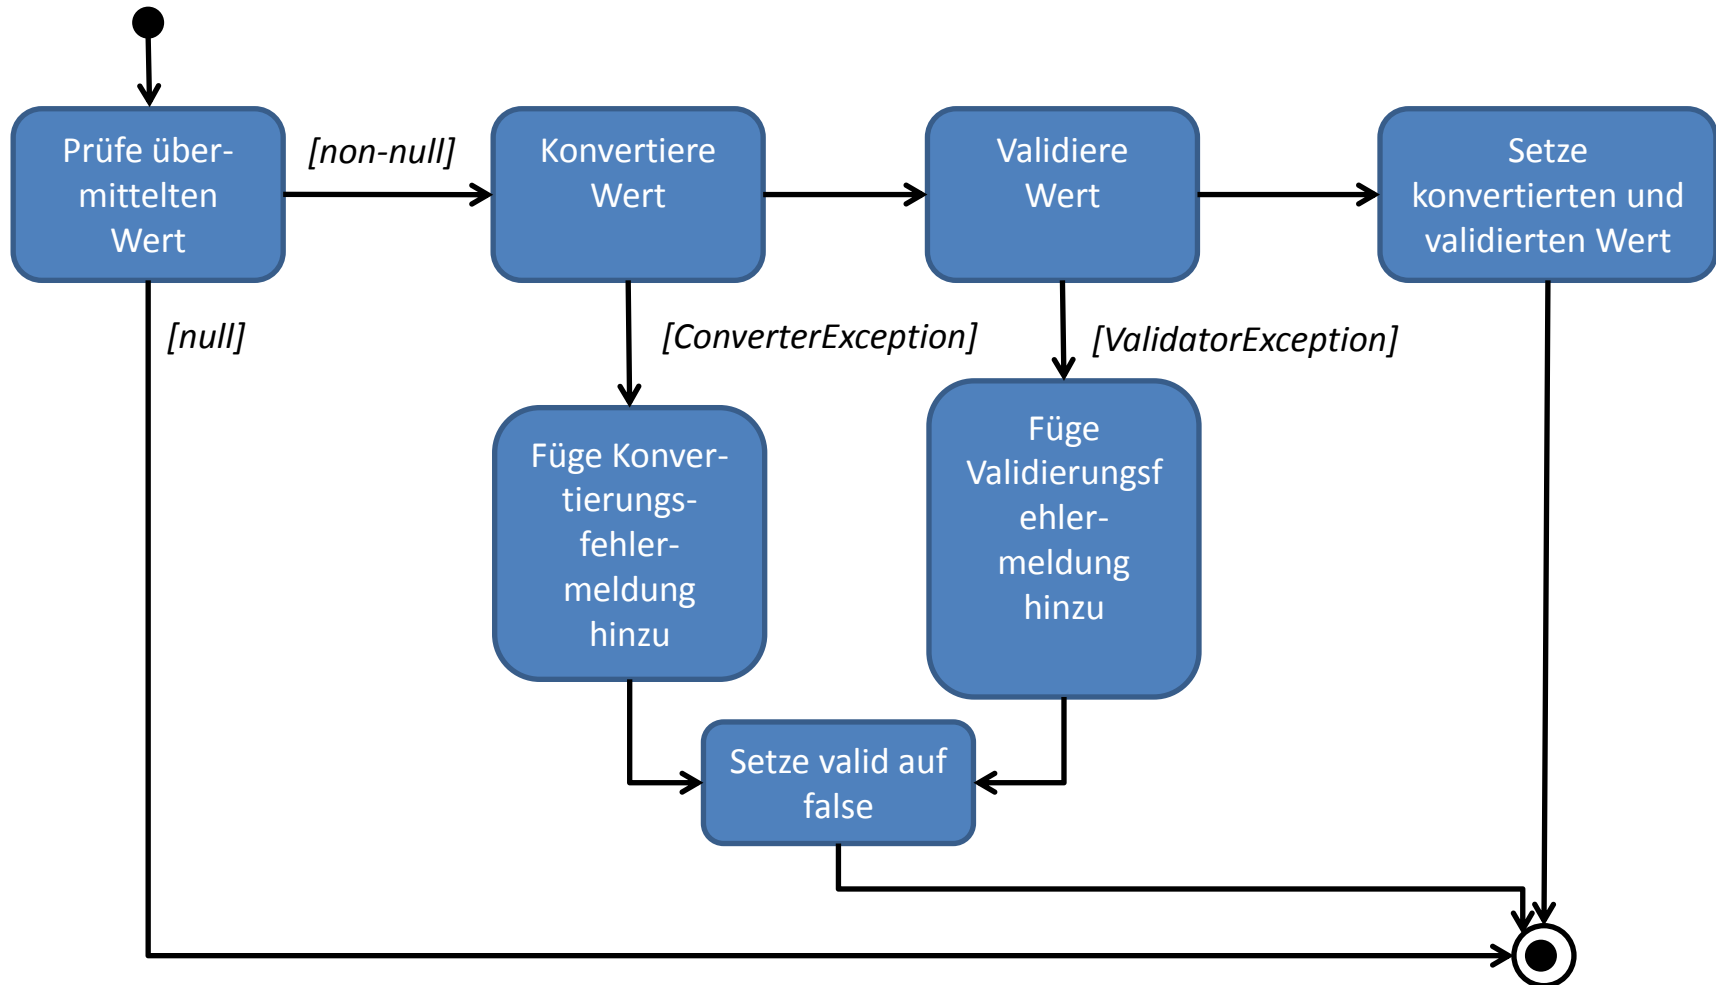 Prüfe über-
mittelten
Wert
[non-null]
Konvertiere
Wert
Validiere
Wert
Setze
konvertierten und
validierten Wert
[null]
[ConverterException]
[ValidatorException]
Füge Konver-
tierungs-
fehler-
meldung
hinzu
Füge
Validierungsf
ehler-
meldung
hinzu
Setze valid auf
false